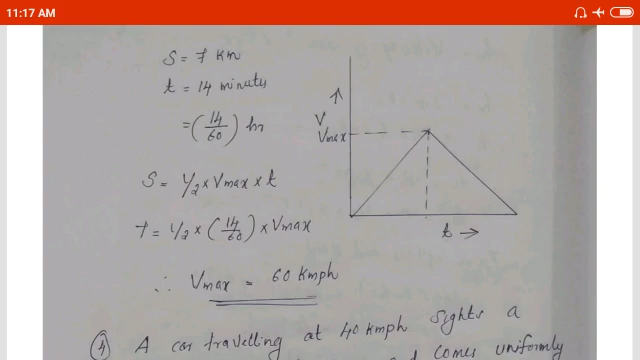 11:17 AM
S = 7 km
t = 14 minutes
= (14/60) hr
V
Vmax
S = 1/2 × Vmax × t
7 = 1/2 × (14/60) × Vmax
t →
∴ Vmax = 60 Kmph
(4) A car travelling at 40 kmph sights a
comes uniformly